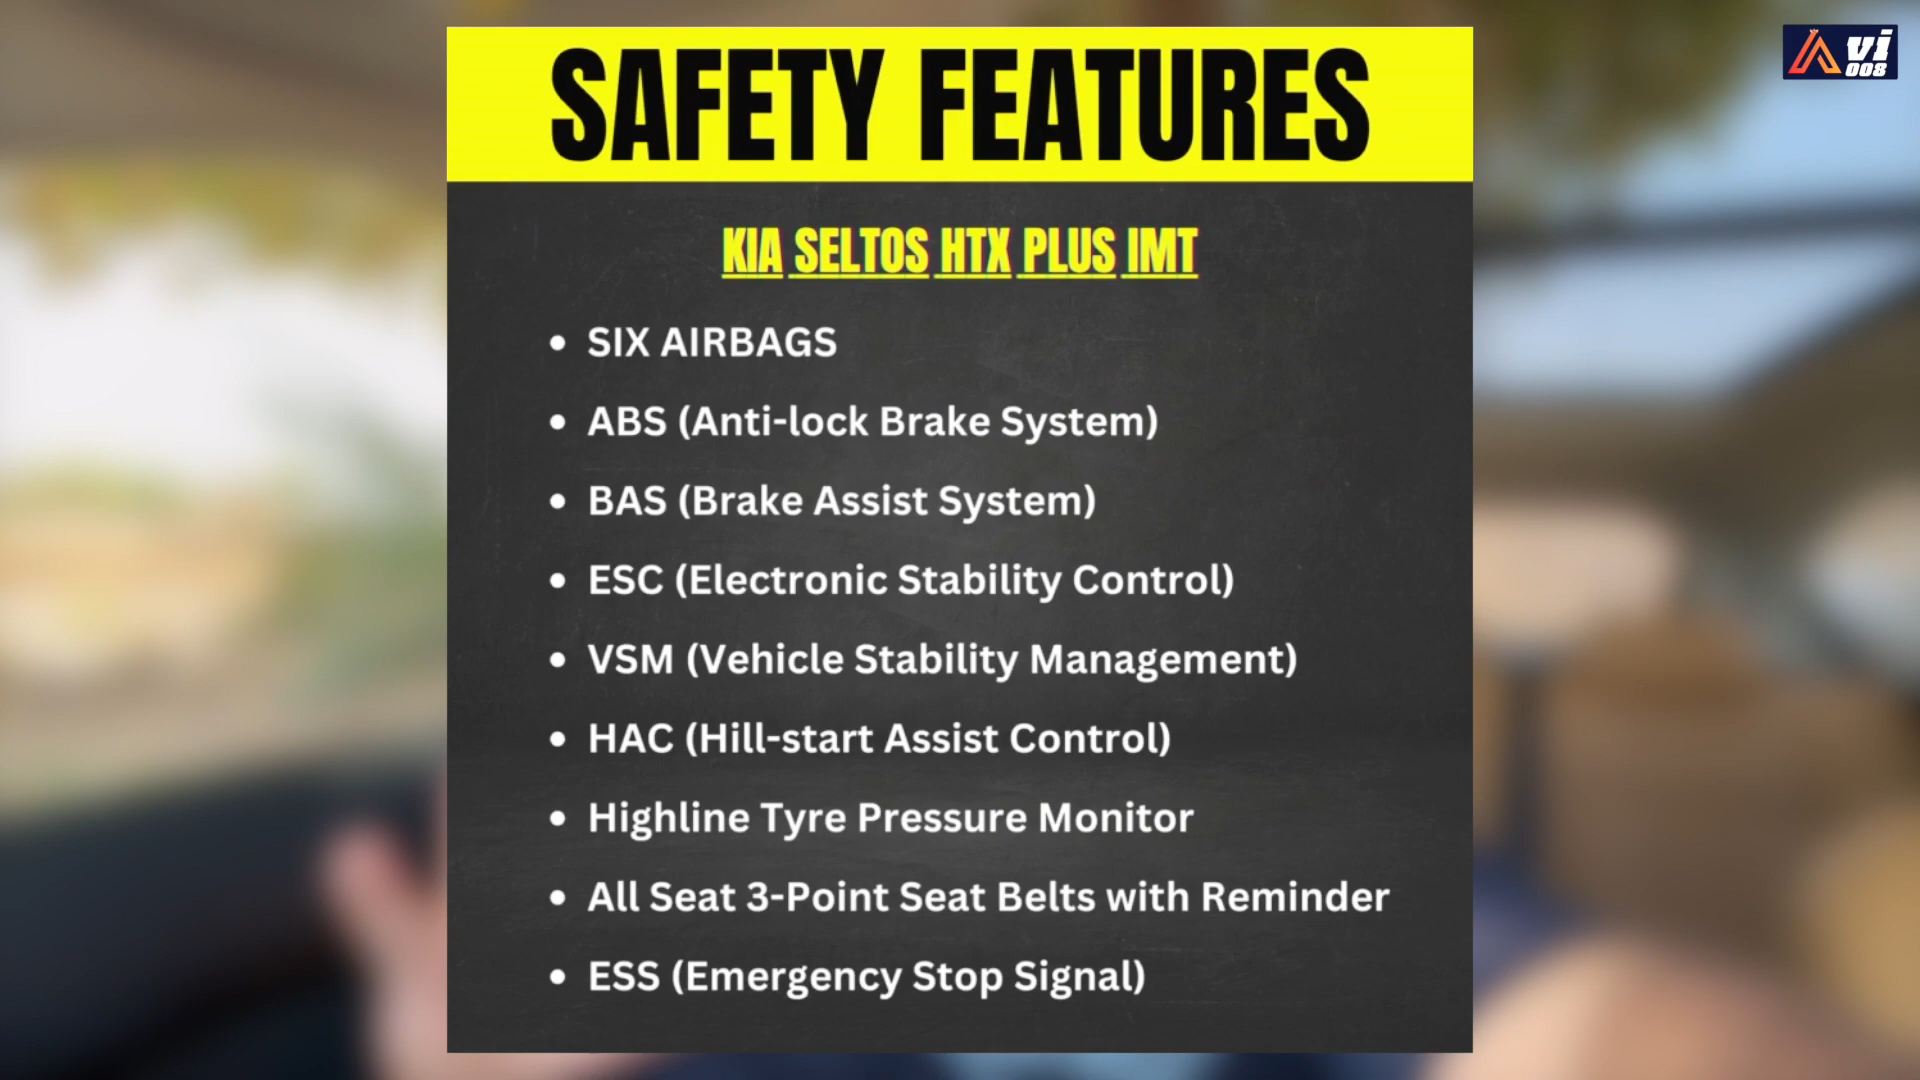 SAFETY FEATURES
Avi
008
KIA SELTOS HTX PLUS IMT
• SIX AIRBAGS
• ABS (Anti-lock Brake System)
• BAS (Brake Assist System)
• ESC (Electronic Stability Control)
• VSM (Vehicle Stability Management)
• HAC (Hill-start Assist Control)
• Highline Tyre Pressure Monitor
• All Seat 3-Point Seat Belts with Reminder
• ESS (Emergency Stop Signal)